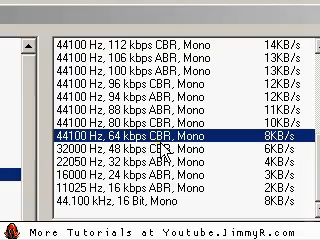 44100 Hz, 112 kbps CBR, Mono 14KB/s
44100 Hz, 106 kbps ABR, Mono 13KB/s
44100 Hz, 100 kbps ABR, Mono 13KB/s
44100 Hz, 96 kbps CBR, Mono 12KB/s
44100 Hz, 94 kbps ABR, Mono 12KB/s
44100 Hz, 88 kbps ABR, Mono 11KB/s
44100 Hz, 80 kbps CBR, Mono 10KB/s
44100 Hz, 64 kbps CBR, Mono 8KB/s
32000 Hz, 48 kbps CBR, Mono 6KB/s
22050 Hz, 32 kbps ABR, Mono 4KB/s
16000 Hz, 24 kbps ABR, Mono 3KB/s
11025 Hz, 16 kbps ABR, Mono 2KB/s
44.100 kHz, 16 Bit, Mono 8KB/s
More Tutorials at Youtube.JimmyR.com